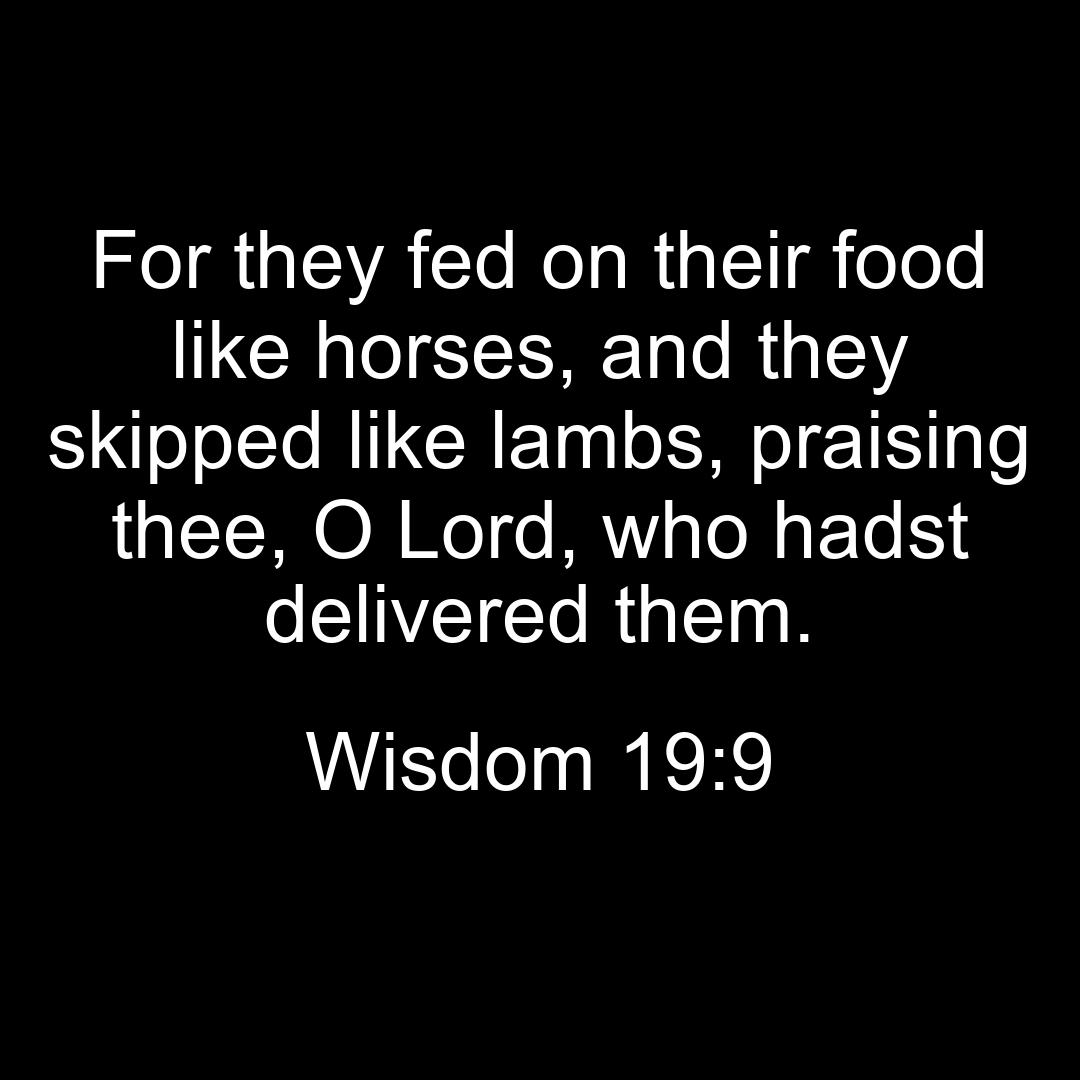 For they fed on their food
like horses, and they
skipped like lambs, praising
thee, O Lord, who hadst
delivered them.
Wisdom 19:9